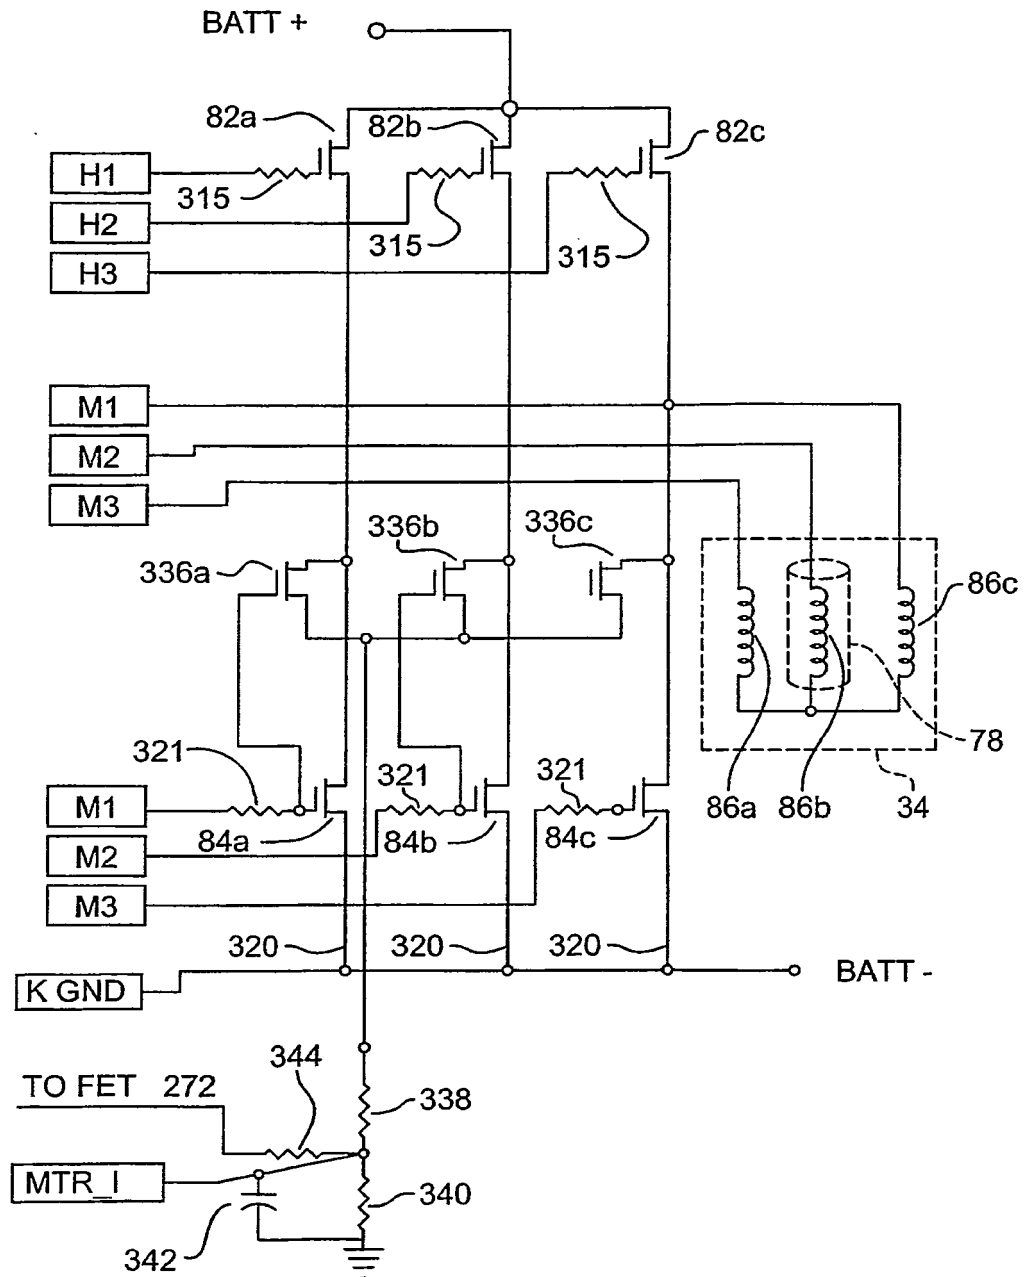 BATT +
82a
82b
82c
H1
315
H2
315
H3
315
M1
M2
M3
336a
336b
336c
86c
78
321
321
321
86a
86b
34
M1
84a
84b
84c
M2
M3
320
320
320
K GND
BATT -
344
TO FET 272
338
MTR_I
340
342